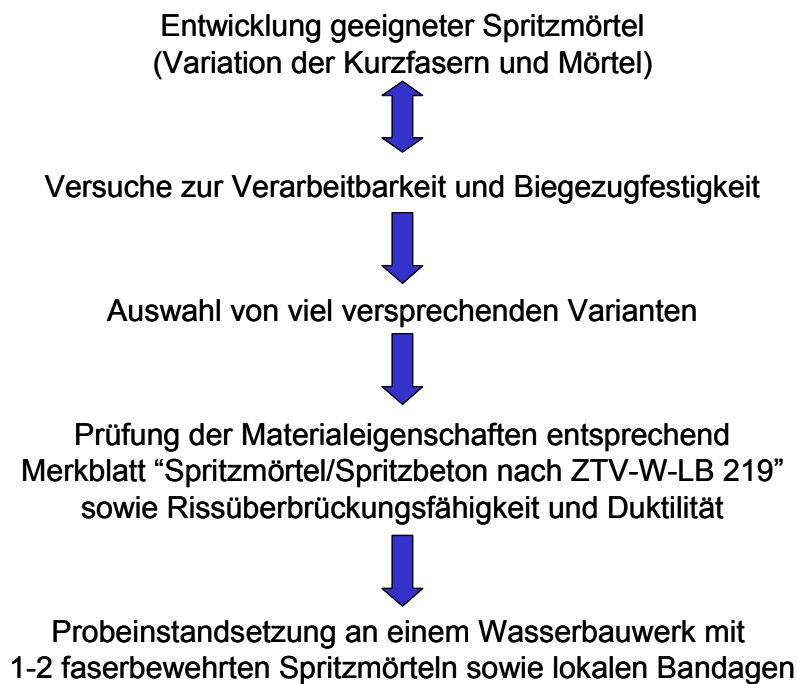 Entwicklung geeigneter Spritzmörtel
(Variation der Kurzfasern und Mörtel)
Versuche zur Verarbeitbarkeit und Biegezugfestigkeit
Auswahl von viel versprechenden Varianten
Prüfung der Materialeigenschaften entsprechend
Merkblatt “Spritzmörtel/Spritzbeton nach ZTV-W-LB 219”
sowie Rissüberbrückungsfähigkeit und Duktilität
Probeinstandsetzung an einem Wasserbauwerk mit
1-2 faserbewehrten Spritzmörteln sowie lokalen Bandagen